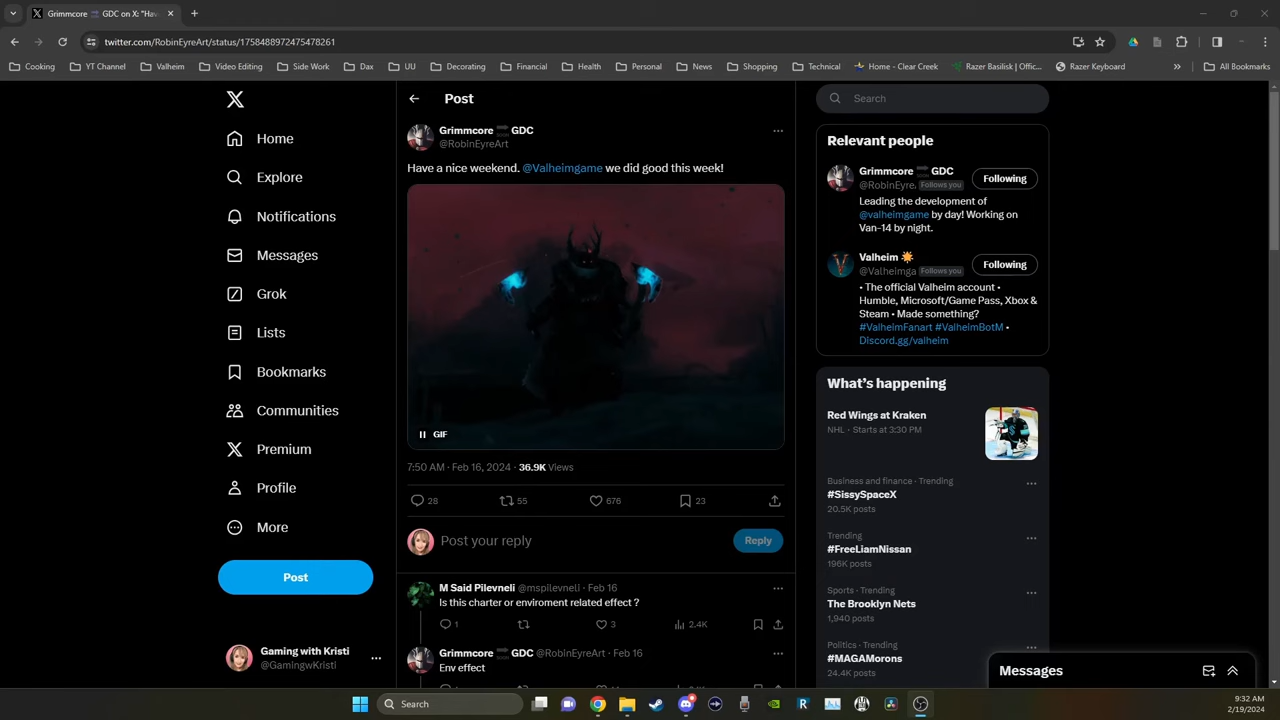 Grimmcore GDC on X: "Hav
twitter.com/RobinEyreArt/status/1758488972475478261
Cooking
YT Channel
Valheim
Video Editing
Side Work
Dax
UU
Decorating
Financial
Health
Personal
News
Shopping
Technical
Home - Clear Creek
Razer Basilisk | Offic...
Razer Keyboard
All Bookmarks
Home
Explore
Notifications
Messages
Grok
Lists
Bookmarks
Communities
Premium
Profile
More
Post
Gaming with Kristi
@GamingwKristi
Post
Grimmcore GDC
@RobinEyreArt
Have a nice weekend. @Valheimgame we did good this week!
GIF
7:50 AM · Feb 16, 2024 · 36.9K Views
28 55 676 23
Post your reply
Reply
M Said Pilevneli @mspilevneli · Feb 16
Is this charter or enviroment related effect ?
1 3 2.4K
Grimmcore GDC @RobinEyreArt · Feb 16
Env effect
Search
Relevant people
Grimmcore GDC
@RobinEyre. Follows you
Following
Leading the development of
@valheimgame by day! Working on
Van-14 by night.
Valheim
@Valheimga Follows you
Following
• The official Valheim account •
Humble, Microsoft/Game Pass, Xbox &
Steam • Made something?
#ValheimFanart #ValheimBotM •
Discord.gg/valheim
What's happening
Red Wings at Kraken
NHL · Starts at 3:30 PM
Business and finance · Trending
#SissySpaceX
20.5K posts
Trending
#FreeLiamNissan
196K posts
Sports · Trending
The Brooklyn Nets
1,940 posts
Politics · Trending
#MAGAMorons
24.4K posts
Messages
Search
9:32 AM
2/19/2024